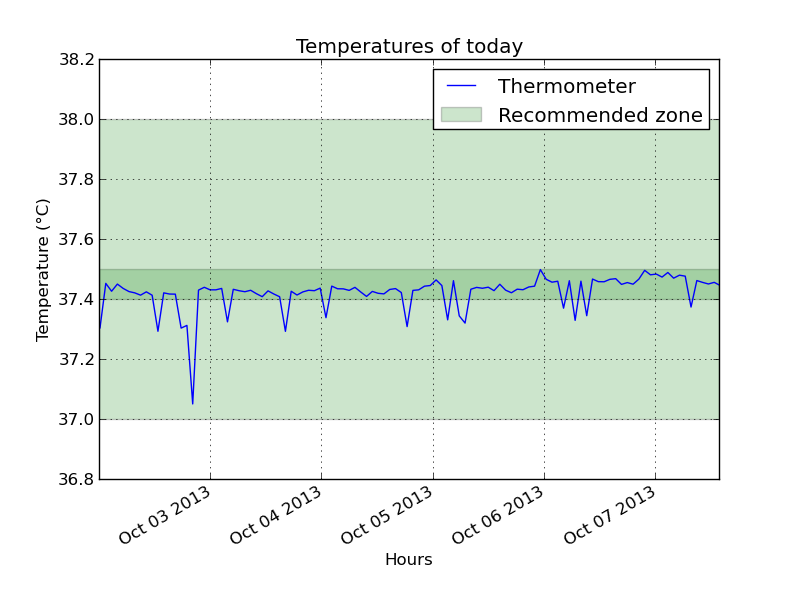 Temperatures of today
Thermometer
Recommended zone
Temperature (°C)
38.2
38.0
37.8
37.6
37.4
37.2
37.0
36.8
Oct 03 2013
Oct 04 2013
Oct 05 2013
Oct 06 2013
Oct 07 2013
Hours